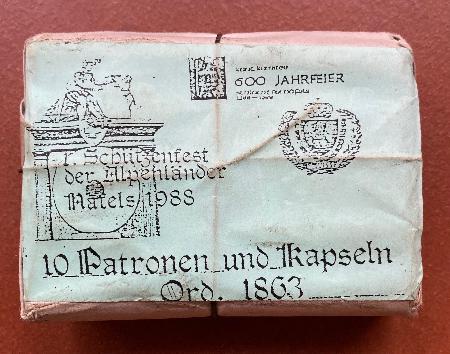 600 JAHRFEIER
1. Schützenfest
der Alpenländer
Näfels 1988
10 Patronen und Kapseln
Ord. 1863